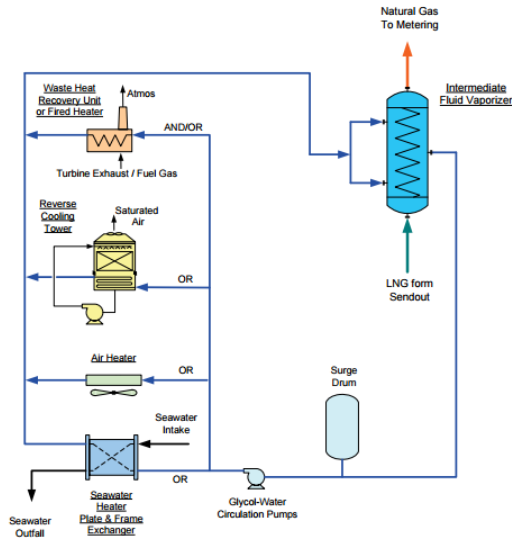 Natural Gas
To Metering
Waste Heat
Recovery Unit
or Fired Heater
Atmos
AND/OR
Turbine Exhaust / Fuel Gas
Intermediate
Fluid Vaporizer
Reverse
Cooling
Tower
Saturated
Air
OR
LNG form
Sendout
Air Heater
OR
Surge
Drum
Seawater
Intake
OR
Seawater
Outfall
Seawater
Heater
Plate & Frame
Exchanger
Glycol-Water
Circulation Pumps